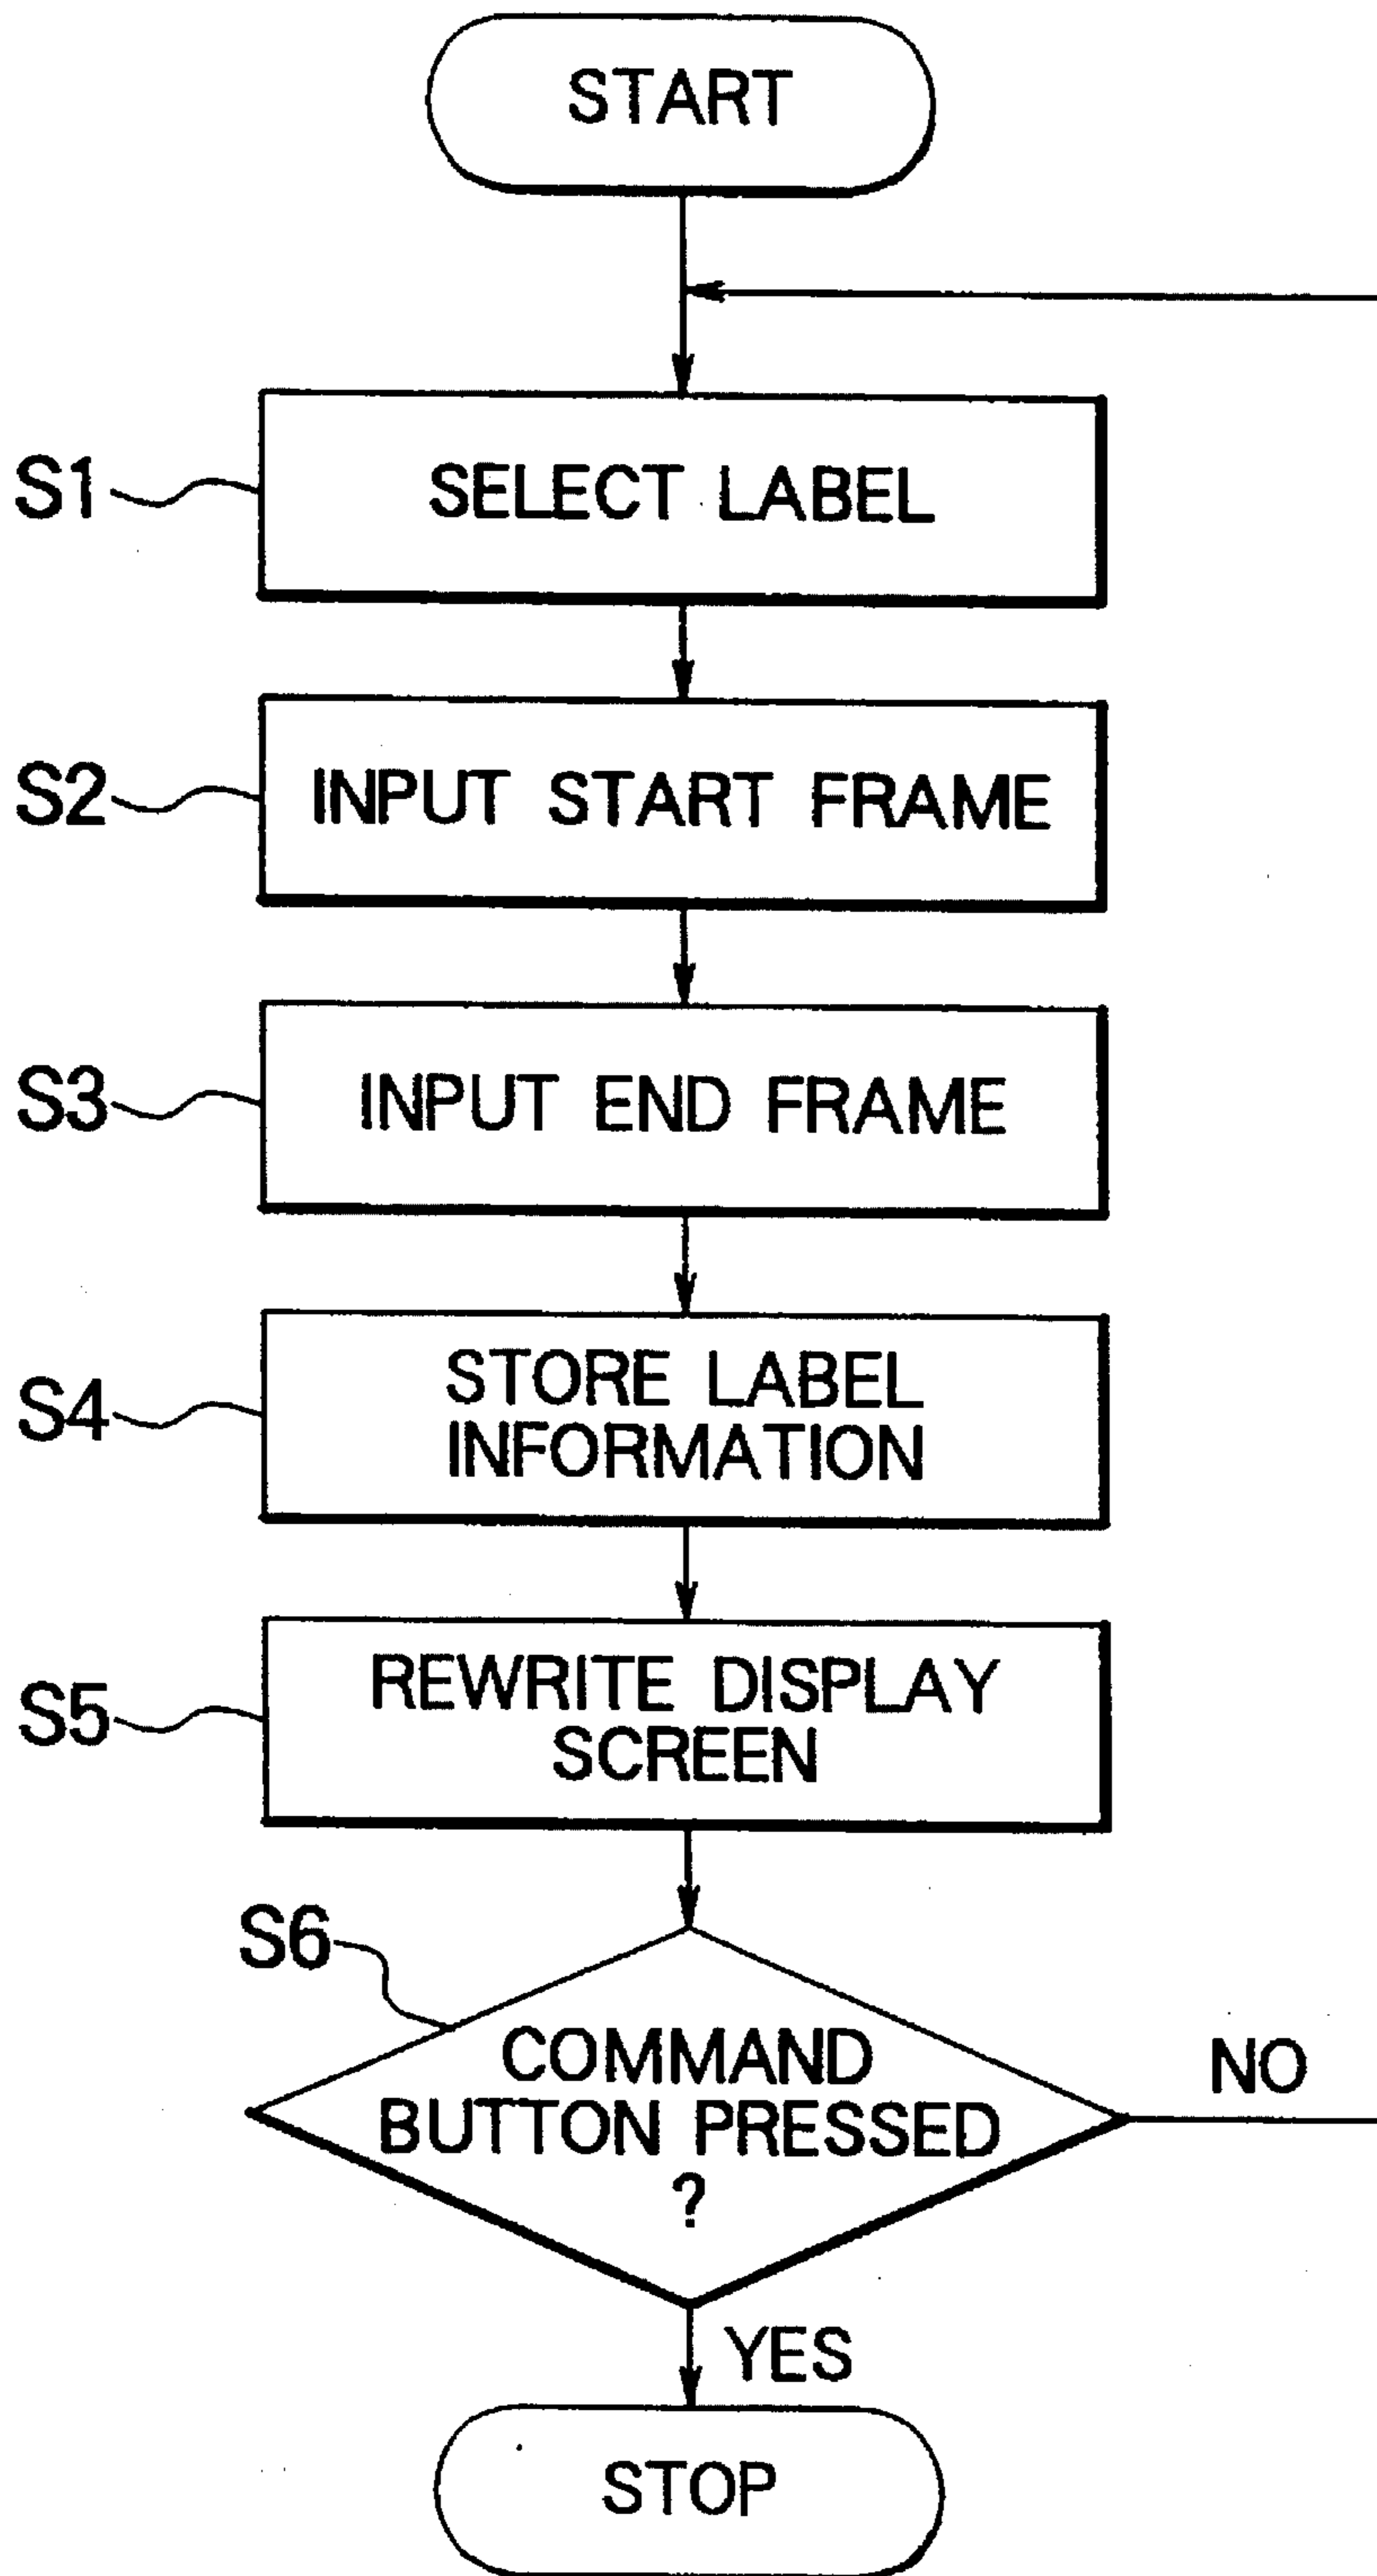 START
S1
SELECT LABEL
S2
INPUT START FRAME
S3
INPUT END FRAME
S4
STORE LABEL
INFORMATION
S5
REWRITE DISPLAY
SCREEN
S6
COMMAND
BUTTON PRESSED
?
NO
YES
STOP